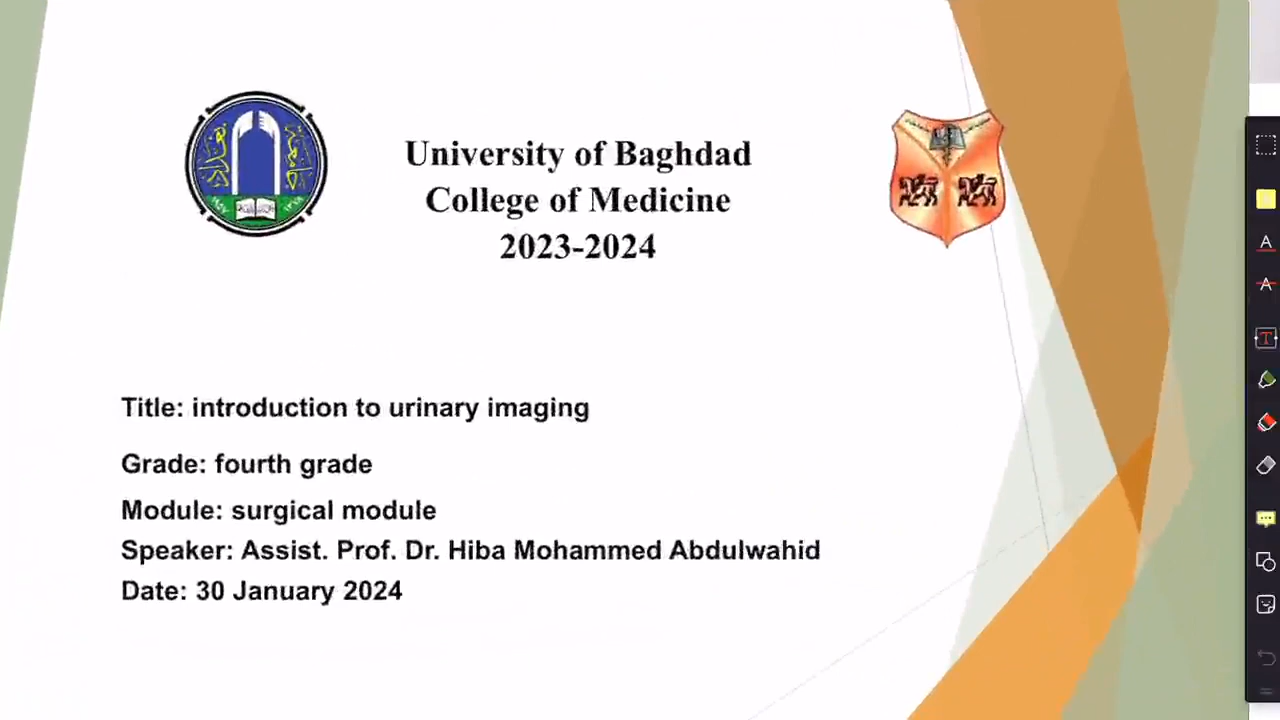 University of Baghdad
College of Medicine
2023-2024
Title: introduction to urinary imaging
Grade: fourth grade
Module: surgical module
Speaker: Assist. Prof. Dr. Hiba Mohammed Abdulwahid
Date: 30 January 2024